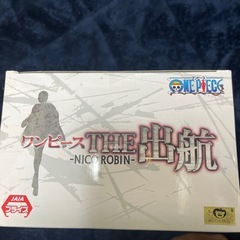 ONE PIECE
ワンピース THE 出航
-NICO ROBIN-
JAIA